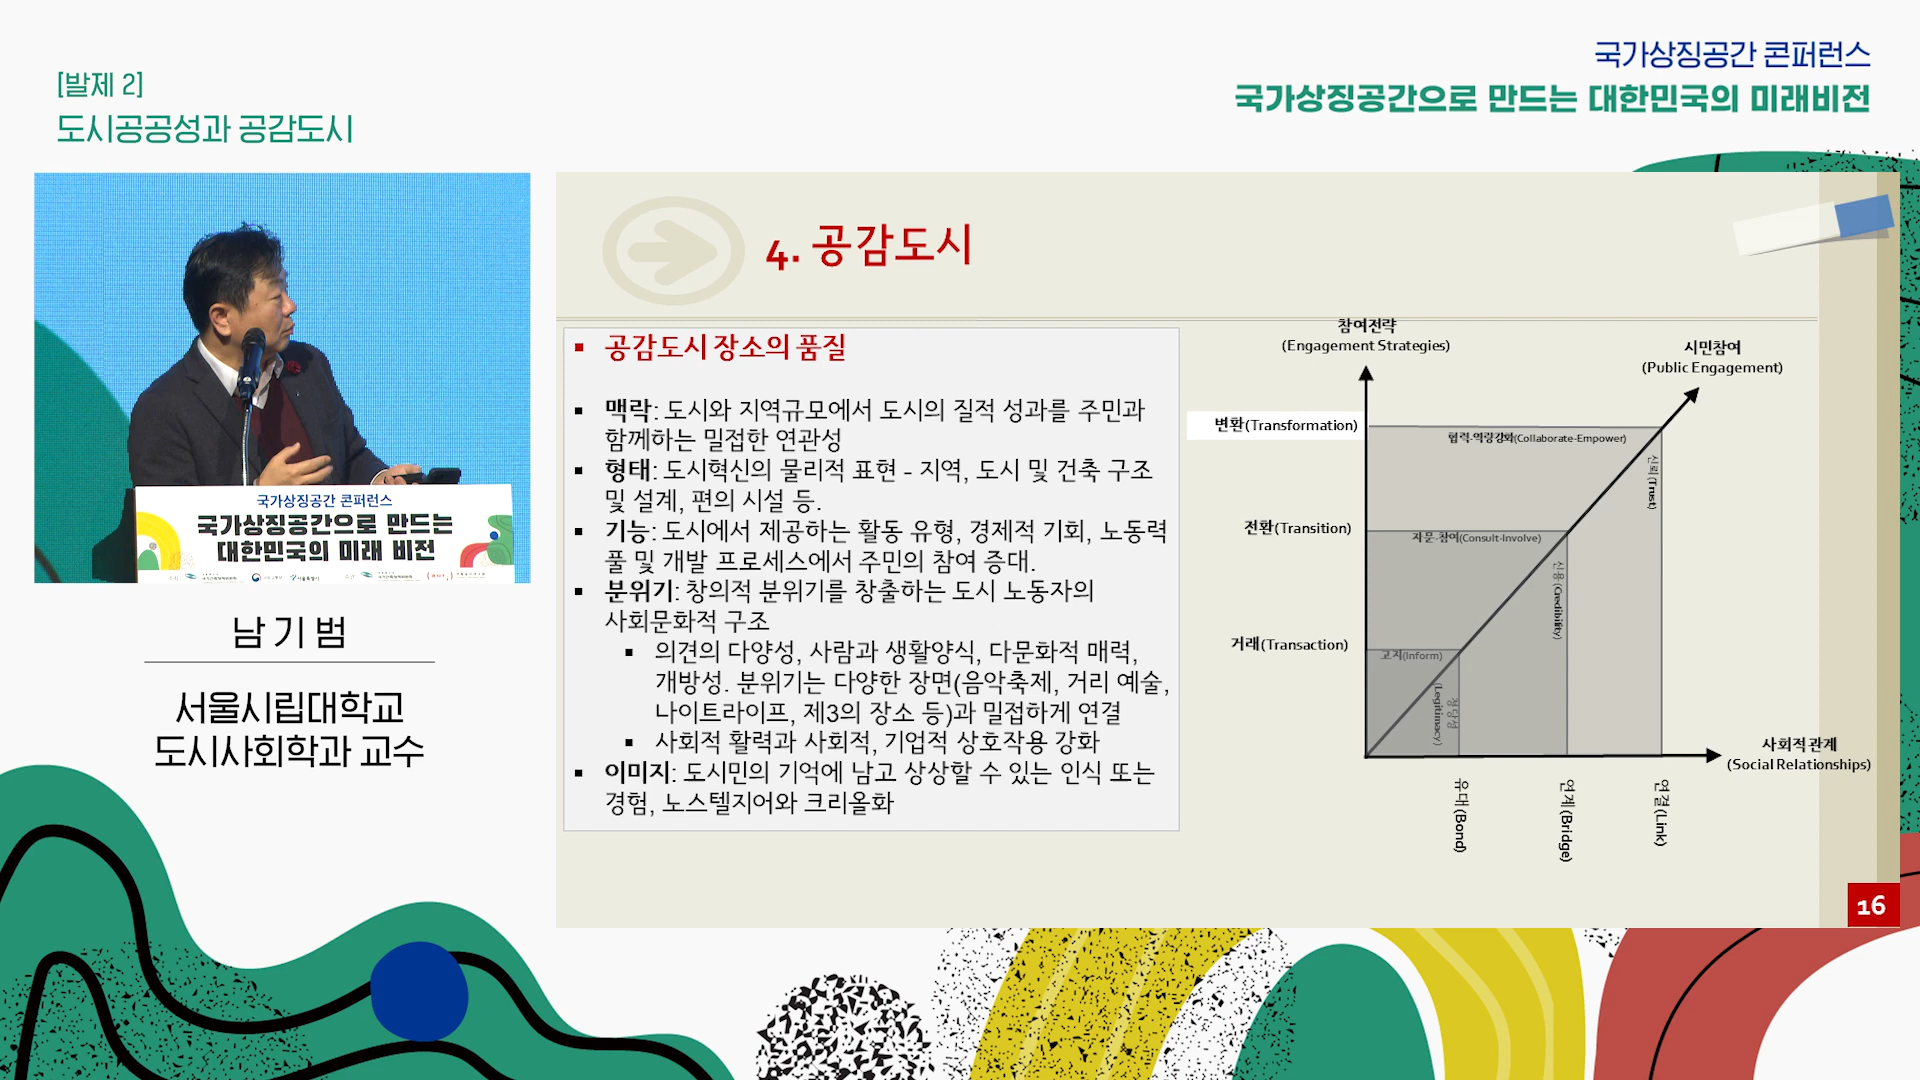 [발제 2]
도시공공성과 공감도시
국가상징공간 콘퍼런스
국가상징공간으로 만드는 대한민국의 미래비전
국가상징공간 콘퍼런스
국가상징공간으로 만드는
대한민국의 미래 비전
남기범
서울시립대학교
도시사회학과 교수
4. 공감도시
▪ 공감도시 장소의 품질
▪ 맥락: 도시와 지역규모에서 도시의 질적 성과를 주민과
함께하는 밀접한 연관성
▪ 형태: 도시혁신의 물리적 표현 - 지역, 도시 및 건축 구조
및 설계, 편의 시설 등.
▪ 기능: 도시에서 제공하는 활동 유형, 경제적 기회, 노동력
풀 및 개발 프로세스에서 주민의 참여 증대.
▪ 분위기: 창의적 분위기를 창출하는 도시 노동자의
사회문화적 구조
▪ 의견의 다양성, 사람과 생활양식, 다문화적 매력,
개방성. 분위기는 다양한 장면(음악축제, 거리 예술,
나이트라이프, 제3의 장소 등)과 밀접하게 연결
▪ 사회적 활력과 사회적, 기업적 상호작용 강화
▪ 이미지: 도시민의 기억에 남고 상상할 수 있는 인식 또는
경험, 노스텔지어와 크리올화
참여전략
(Engagement Strategies)
시민참여
(Public Engagement)
변환(Transformation)
협력-역량강화(Collaborate-Empower)
신뢰(Trust)
전환(Transition)
자문-참여(Consult-Involve)
신용(Credibility)
거래(Transaction)
고지(Inform)
정당성
(Legitimacy)
사회적관계
(Social Relationships)
유대(Bond)
연계(Bridge)
연결(Link)
16